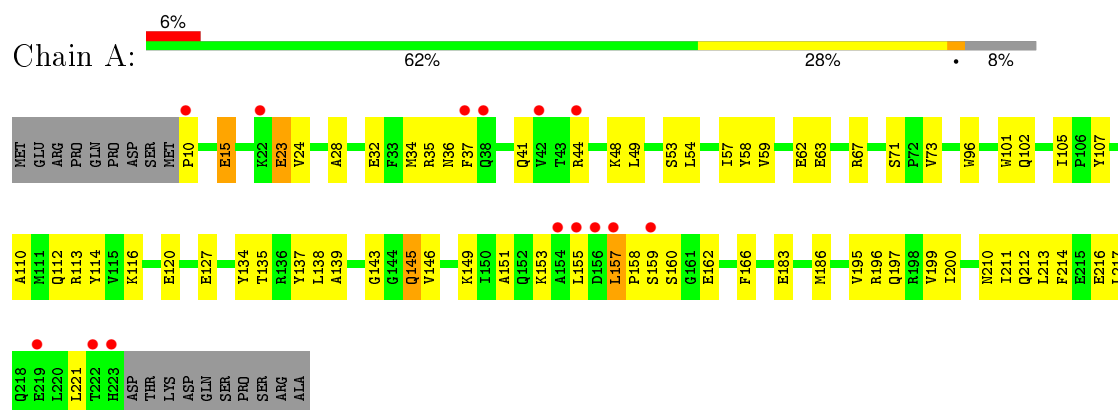 6%
Chain A:
62% 28% • 8%
MET GLU ARG PRO GLN PRO ASP SER MET P10 E15 K22 E23 V24 A28 E32 F33 M34 R35 N36 F37 Q38 Q41 V42 T43 R44 K48 L49 S53 L54 I57 Y58 V59 E62 E63 R67 S71 P72 V73 W96 W101 Q102 I105 P106 Y107
A110 M111 Q112 R113 Y114 V115 K116 E120 E127 Y134 T135 R136 Y137 L138 A139 G143 G144 Q145 V146 K149 I150 A151 Q152 K153 A154 L155 D156 L157 P158 S159 S160 G161 E162 F166 E183 M186 V195 R196 Q197 R198 V199 I200 N210 I211 Q212 L213 F214 E215 E216 L217
Q218 E219 L220 L221 T222 H223 ASP THR LYS ASP GLN SER PRO SER ARG ALA